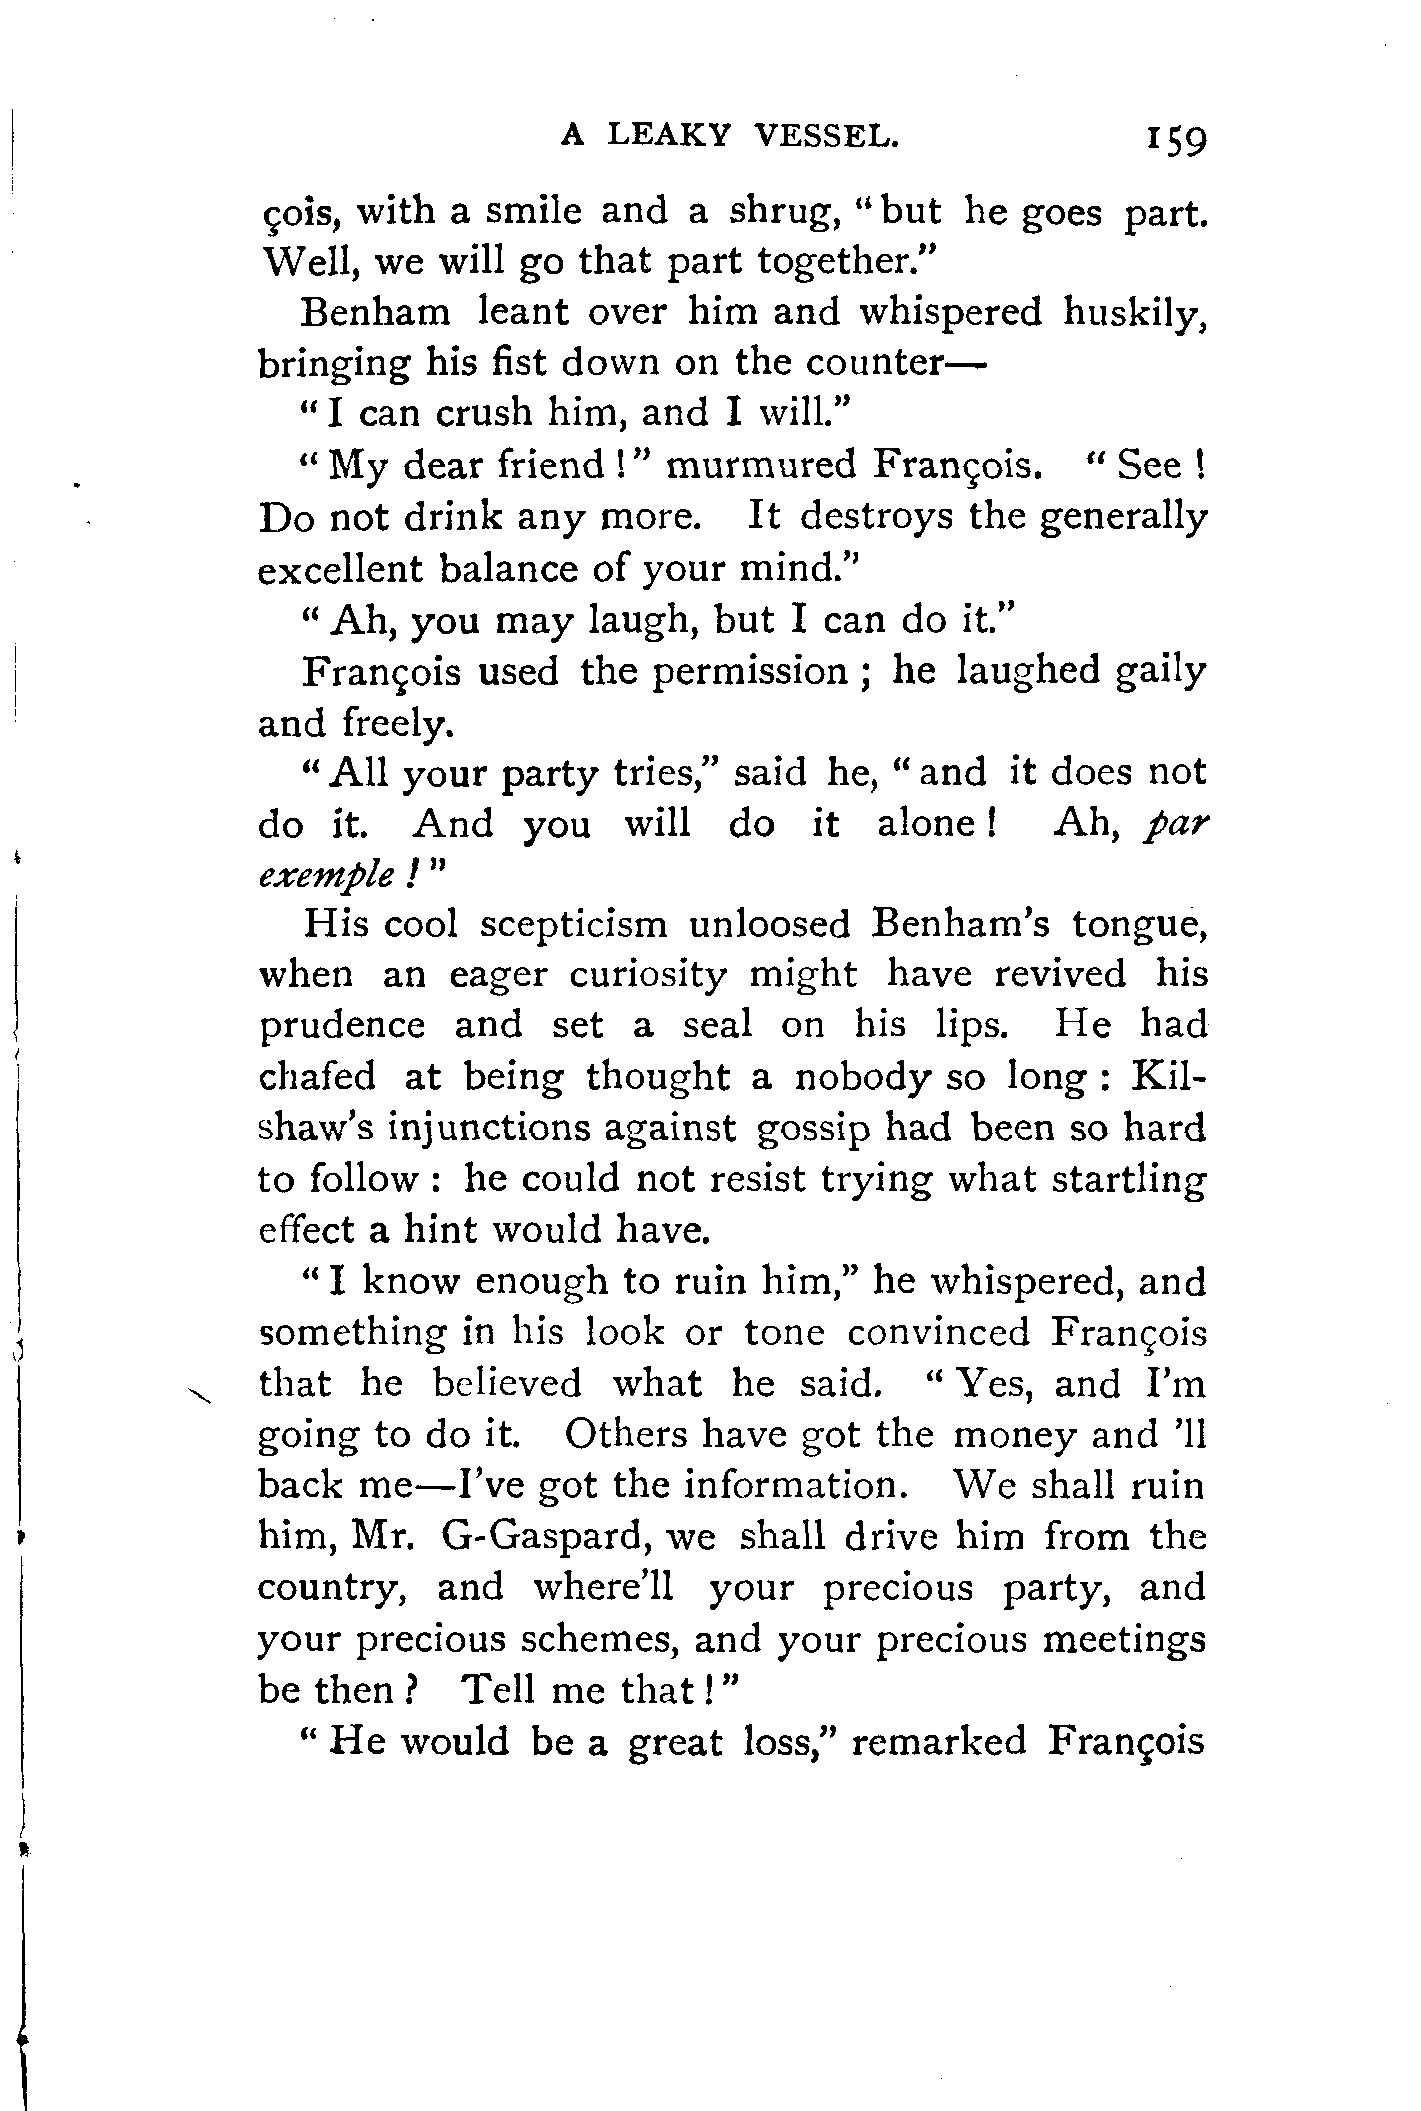 A LEAKY VESSEL. 159
çois, with a smile and a shrug, “but he goes part.
Well, we will go that part together.”
Benham leant over him and whispered huskily,
bringing his fist down on the counter—
“I can crush him, and I will.”
“My dear friend!” murmured François. “See!
Do not drink any more. It destroys the generally
excellent balance of your mind.”
“Ah, you may laugh, but I can do it.”
François used the permission; he laughed gaily
and freely.
“All your party tries,” said he, “and it does not
do it. And you will do it alone! Ah, par
exemple!”
His cool scepticism unloosed Benham’s tongue,
when an eager curiosity might have revived his
prudence and set a seal on his lips. He had
chafed at being thought a nobody so long: Kil-
shaw’s injunctions against gossip had been so hard
to follow: he could not resist trying what startling
effect a hint would have.
“I know enough to ruin him,” he whispered, and
something in his look or tone convinced François
that he believed what he said. “Yes, and I’m
going to do it. Others have got the money and ’ll
back me—I’ve got the information. We shall ruin
him, Mr. G-Gaspard, we shall drive him from the
country, and where’ll your precious party, and
your precious schemes, and your precious meetings
be then? Tell me that!”
“He would be a great loss,” remarked François